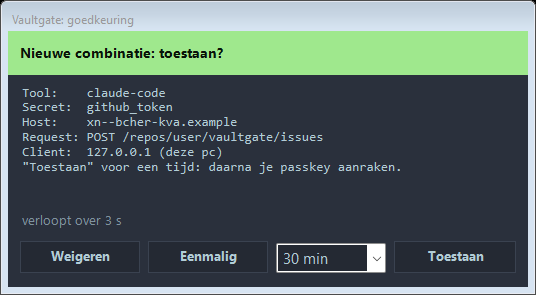 Vaultgate: goedkeuring
Nieuwe combinatie: toestaan?
Tool: claude-code
Secret: github_token
Host: xn--bcher-kva.example
Request: POST /repos/user/vaultgate/issues
Client: 127.0.0.1 (deze pc)
"Toestaan" voor een tijd: daarna je passkey aanraken.
verloopt over 3 s
Weigeren Eenmalig 30 min Toestaan